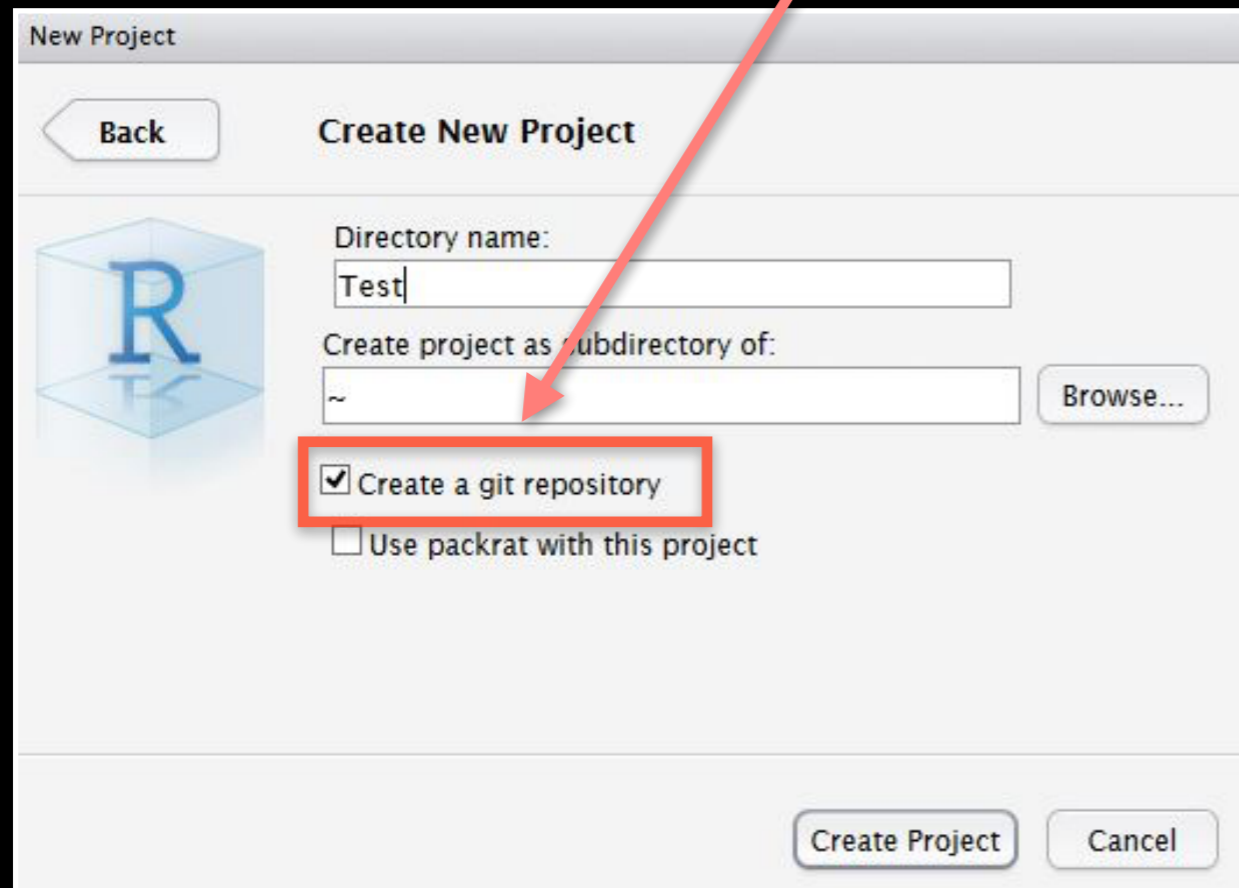 New Project
Back
Create New Project
R
Directory name:
Test
Create project as subdirectory of:
~
Browse...
Create a git repository
Use packrat with this project
Create Project
Cancel